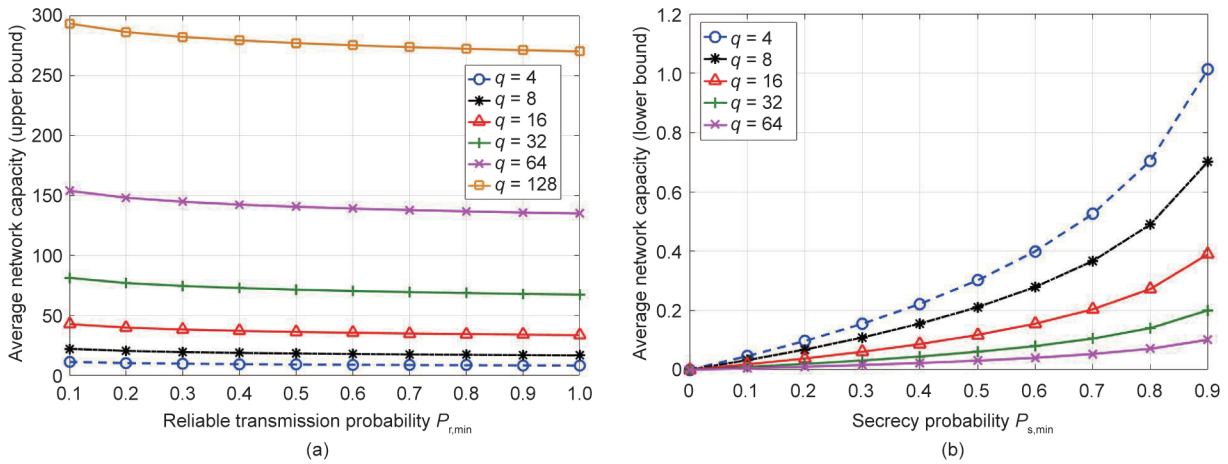 Average network capacity (upper bound)
300
250
200
150
100
50
0
0.1 0.2 0.3 0.4 0.5 0.6 0.7 0.8 0.9 1.0
Reliable transmission probability P r,min
(a)
q = 4
q = 8
q = 16
q = 32
q = 64
q = 128
Average network capacity (lower bound)
1.2
1.0
0.8
0.6
0.4
0.2
0
0 0.1 0.2 0.3 0.4 0.5 0.6 0.7 0.8 0.9
Secrecy probability P s,min
(b)
q = 4
q = 8
q = 16
q = 32
q = 64